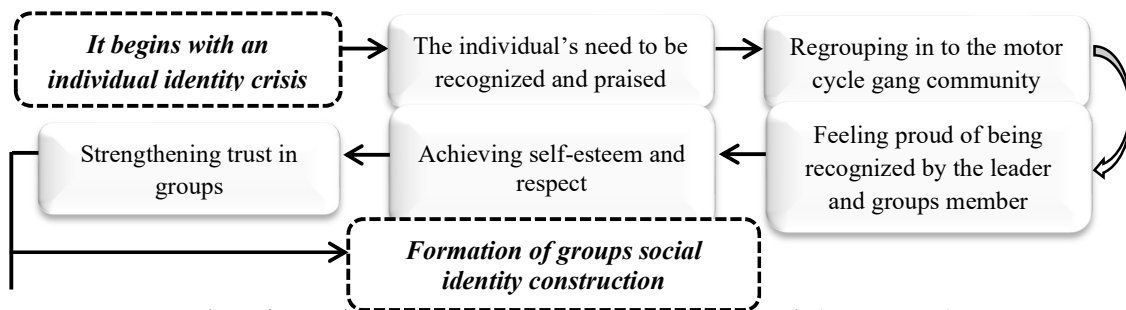 It begins with an
individual identity crisis
The individual's need to be
recognized and praised
Regrouping in to the motor
cycle gang community
Feeling proud of being
recognized by the leader
and groups member
Achieving self-esteem and
respect
Strengthening trust in
groups
Formation of groups social
identity construction